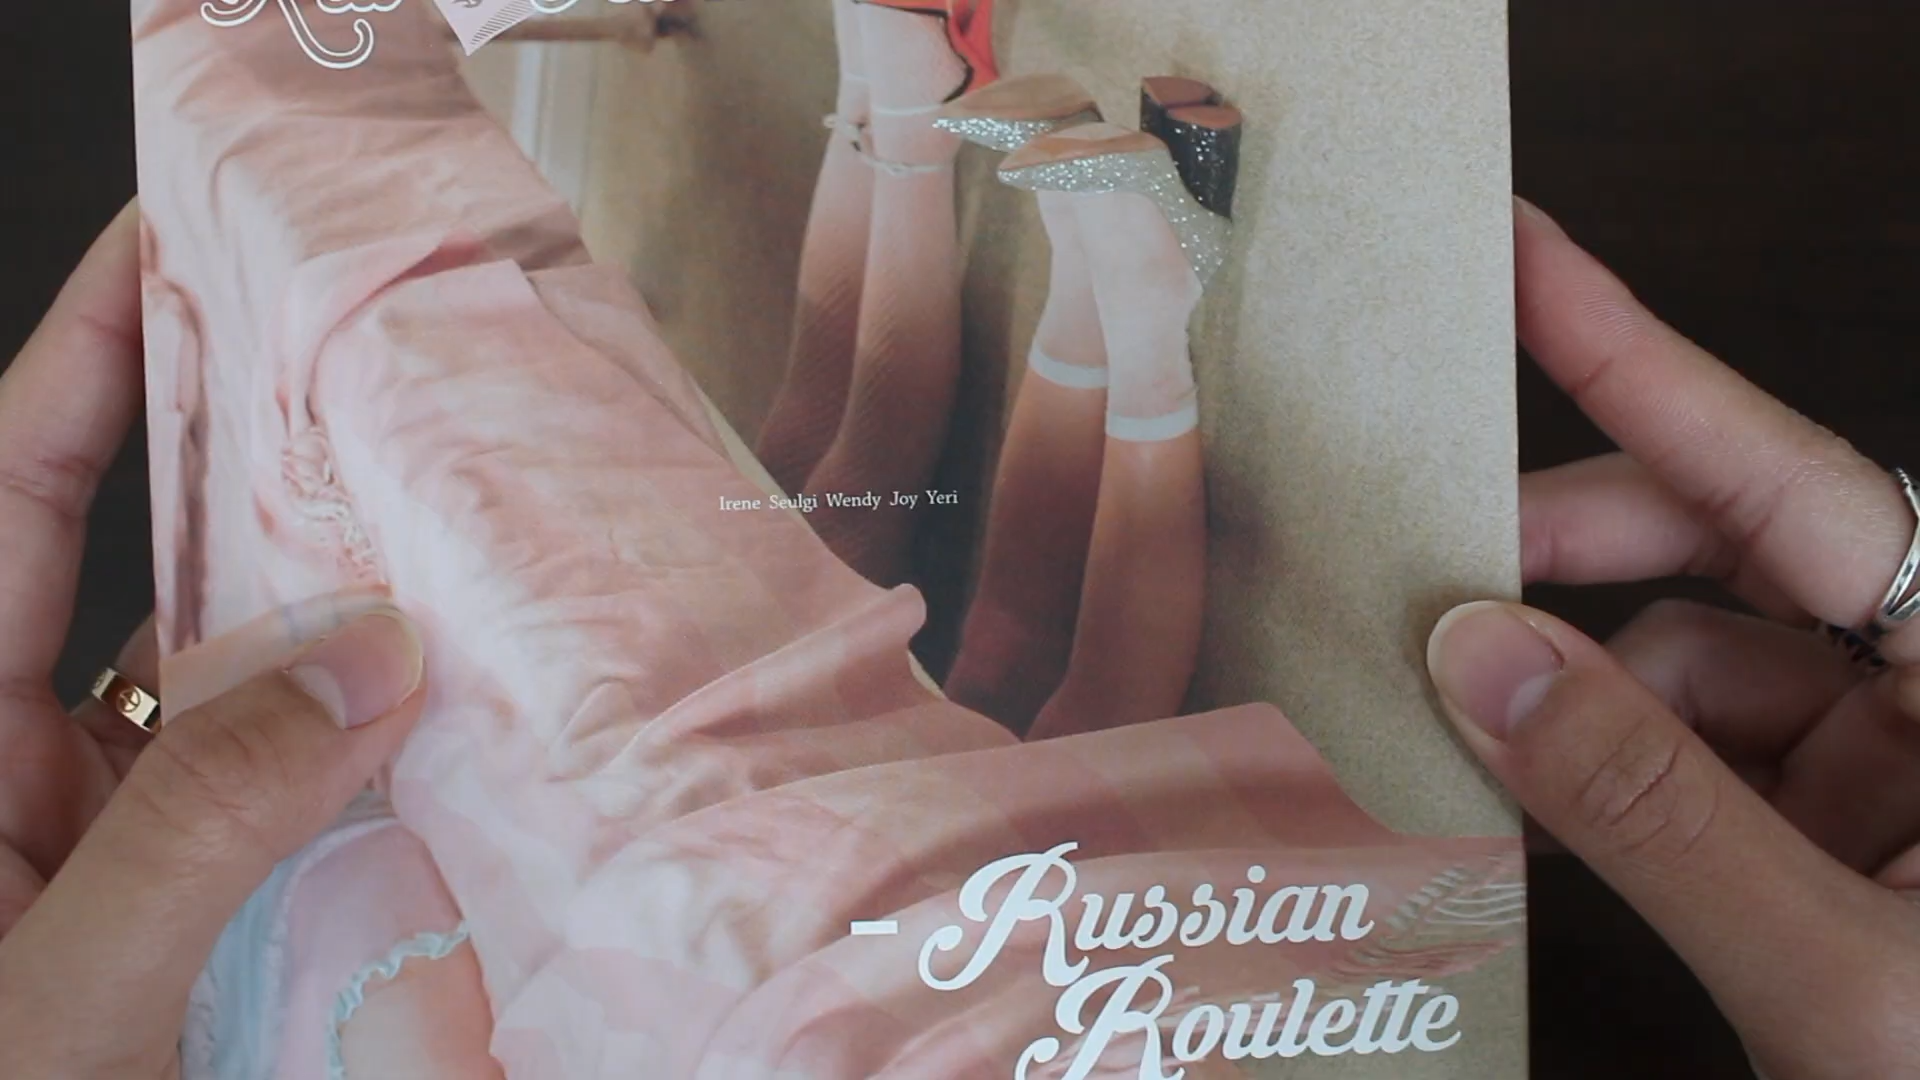 Irene Seulgi Wendy Joy Yeri
– Russian
Roulette